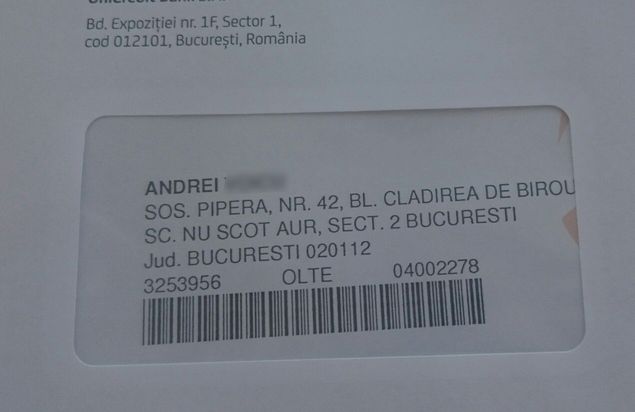 Bd. Expoziției nr. 1F, Sector 1,
cod 012101, București, România
ANDREI
SOS. PIPERA, NR. 42, BL. CLADIREA DE BIROU
SC. NU SCOT AUR, SECT. 2 BUCURESTI
Jud. BUCURESTI 020112
3253956 OLTE 04002278